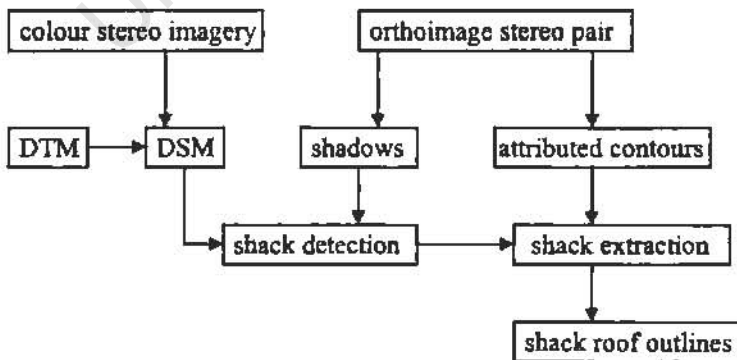 colour stereo imagery
orthoimage stereo pair
DTM
DSM
shadows
attributed contours
shack detection
shack extraction
shack roof outlines